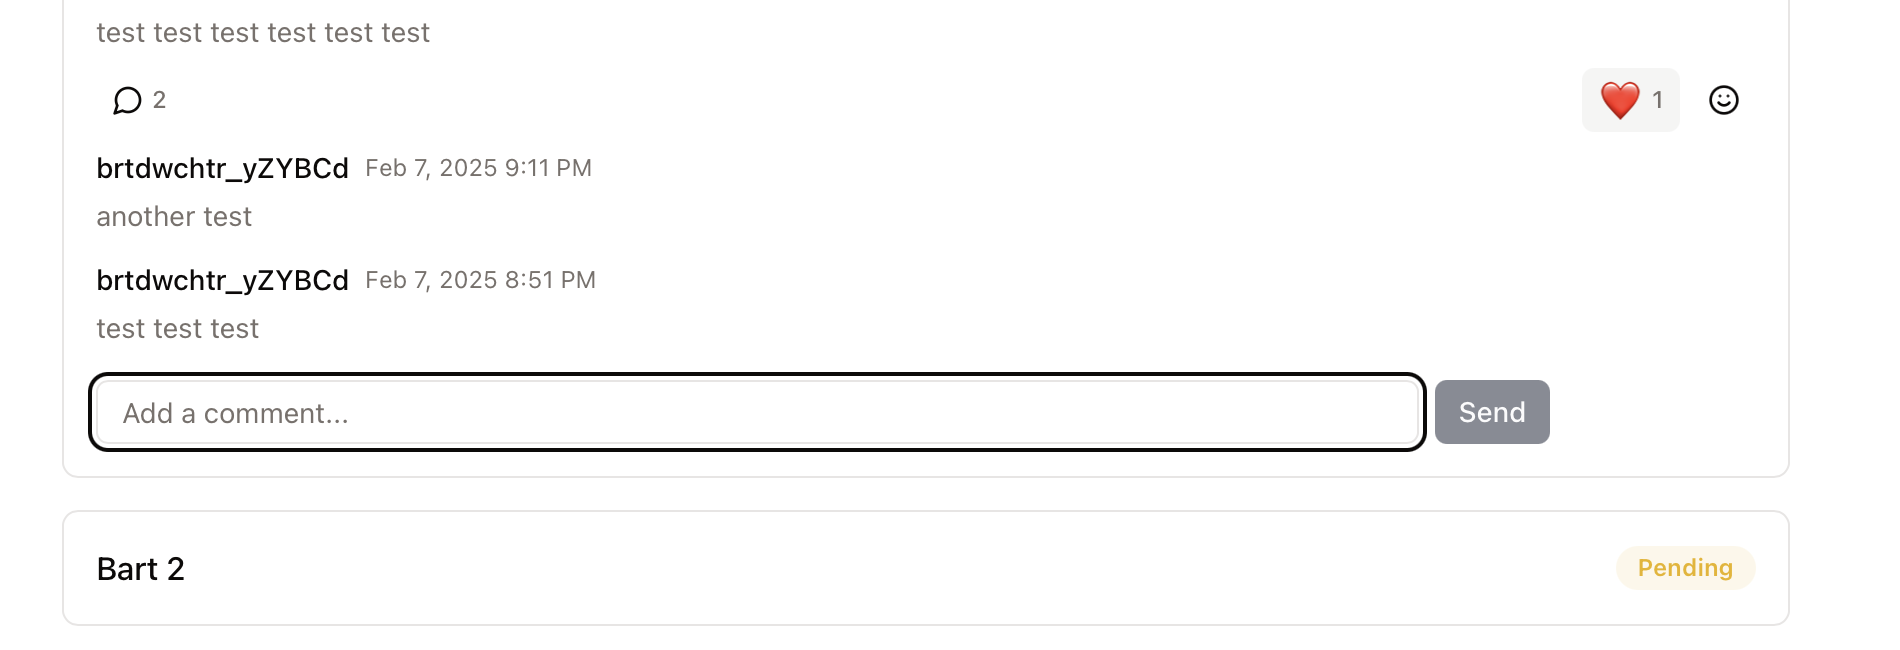 test test test test test test
2
❤️ 1
brtdwchtr_yZYBCd Feb 7, 2025 9:11 PM
another test
brtdwchtr_yZYBCd Feb 7, 2025 8:51 PM
test test test
Add a comment...
Send
Bart 2
Pending